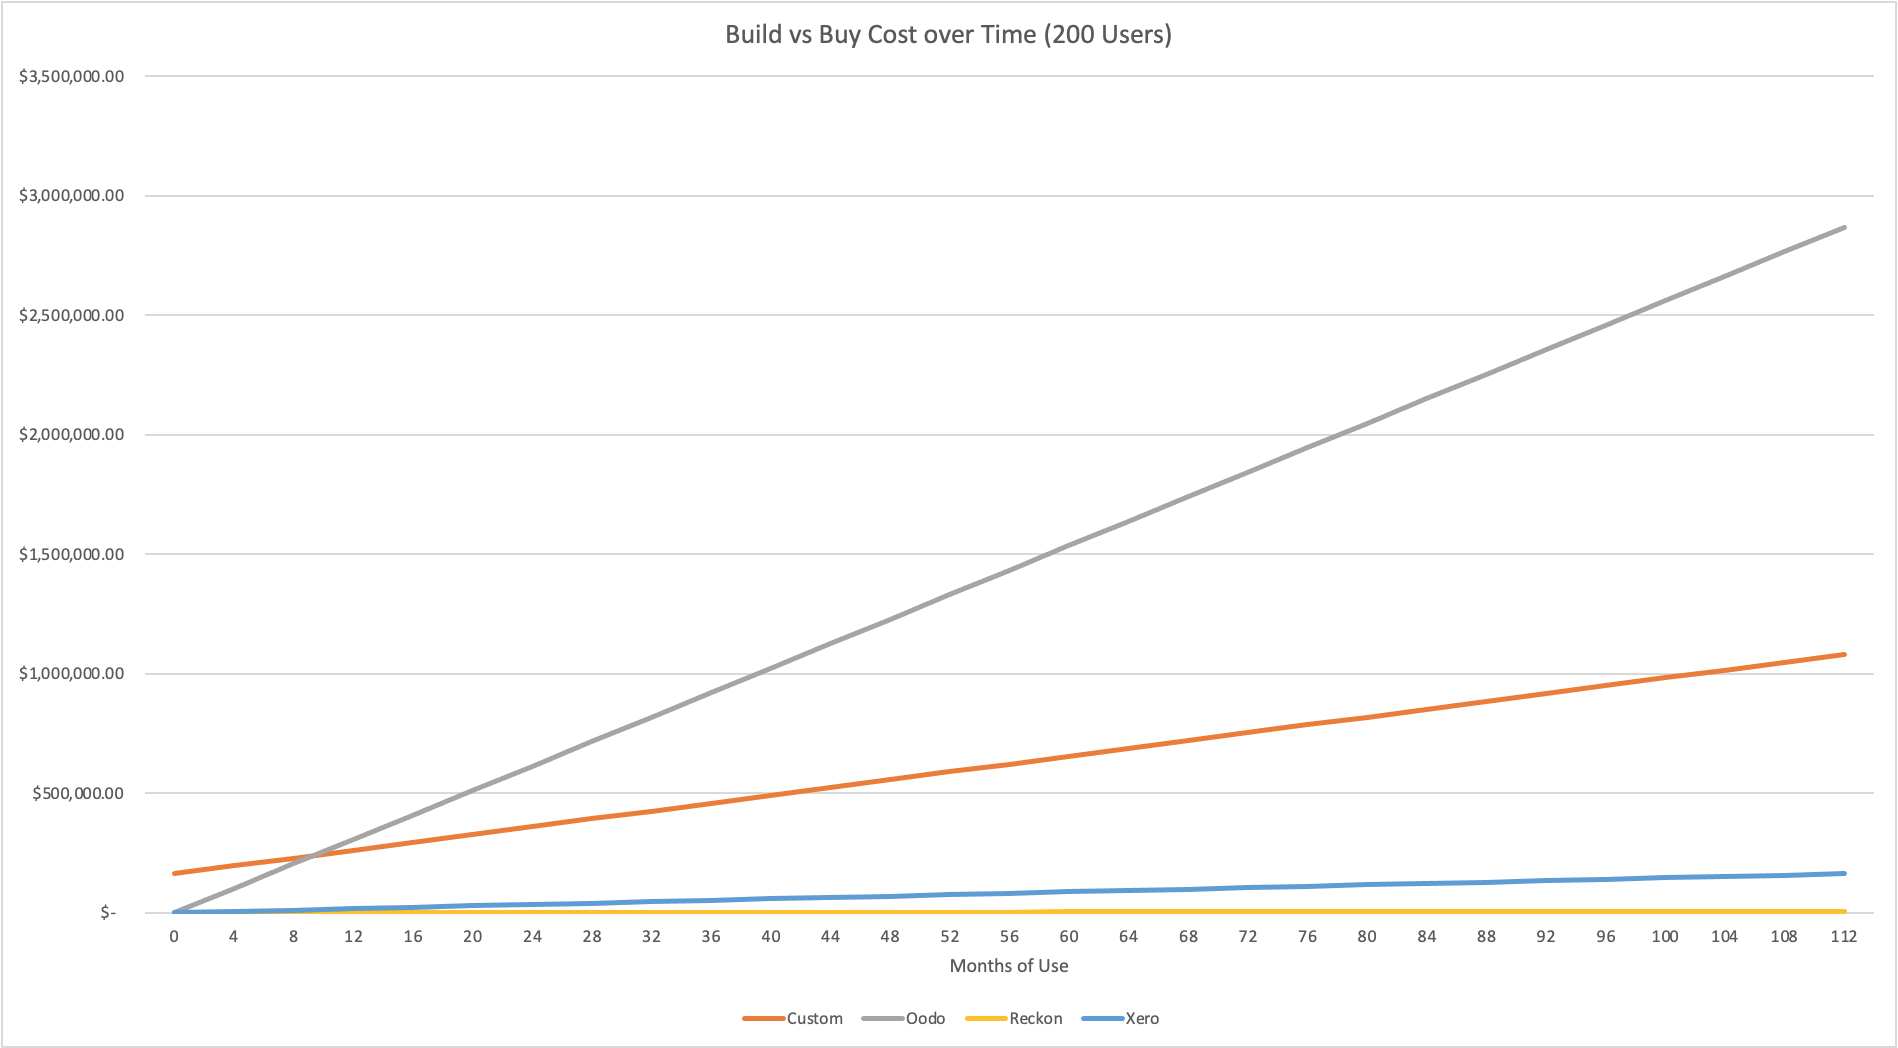 Build vs Buy Cost over Time (200 Users)
$3,500,000.00
$3,000,000.00
$2,500,000.00
$2,000,000.00
$1,500,000.00
$1,000,000.00
$500,000.00
$-
0 4 8 12 16 20 24 28 32 36 40 44 48 52 56 60 64 68 72 76 80 84 88 92 96 100 104 108 112
Months of Use
Custom Oodo Reckon Xero